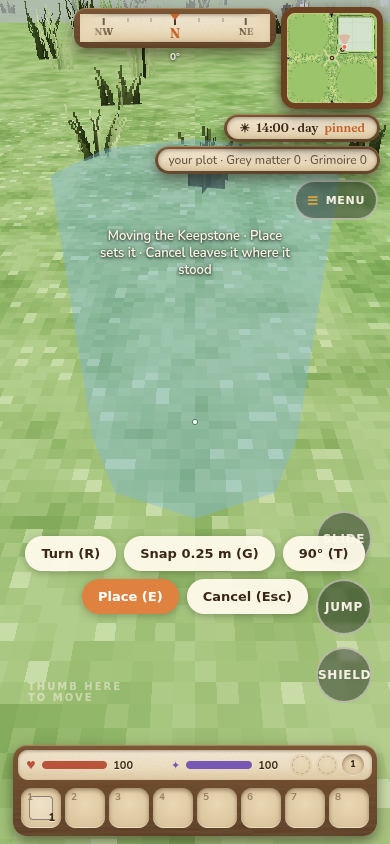 NW N NE
0°
☀ 14:00 · day pinned
your plot · Grey matter 0 · Grimoire 0
≡ MENU
Moving the Keepstone · Place
sets it · Cancel leaves it where it
stood
SLIDE
Turn (R) Snap 0.25 m (G) 90° (T)
Place (E) Cancel (Esc) JUMP
SHIELD
THUMB HERE
TO MOVE
♥ 100 ✦ 100 1
1 2 3 4 5 6 7 8
1